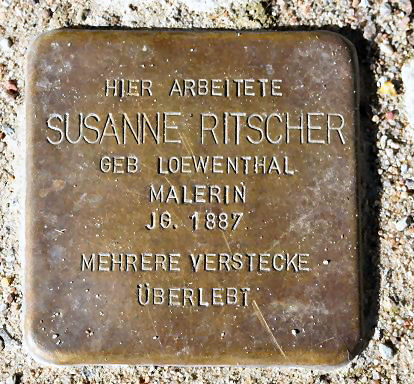 HIER ARBEITETE
SUSANNE RITSCHER
GEB LOEWENTHAL
MALERIN
JG. 1887
MEHRERE VERSTECKE
ÜBERLEBT